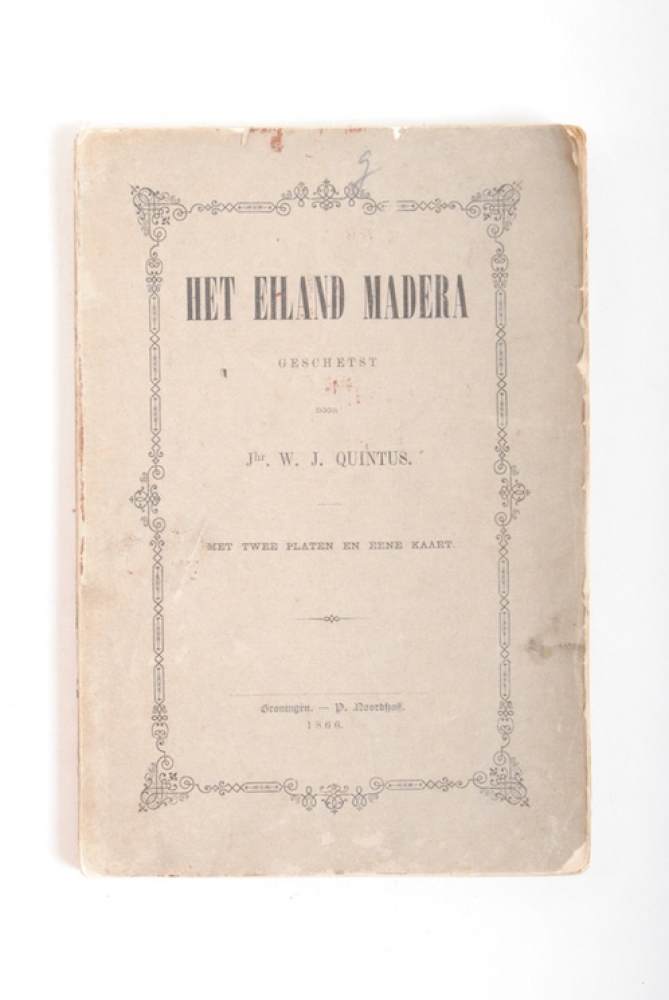 g
HET EILAND MADERA
GESCHETST
DOOR
Jhr. W. J. QUINTUS.
MET TWEE PLATEN EN EENE KAART.
Groningen. — P. Noordhoff.
1866.